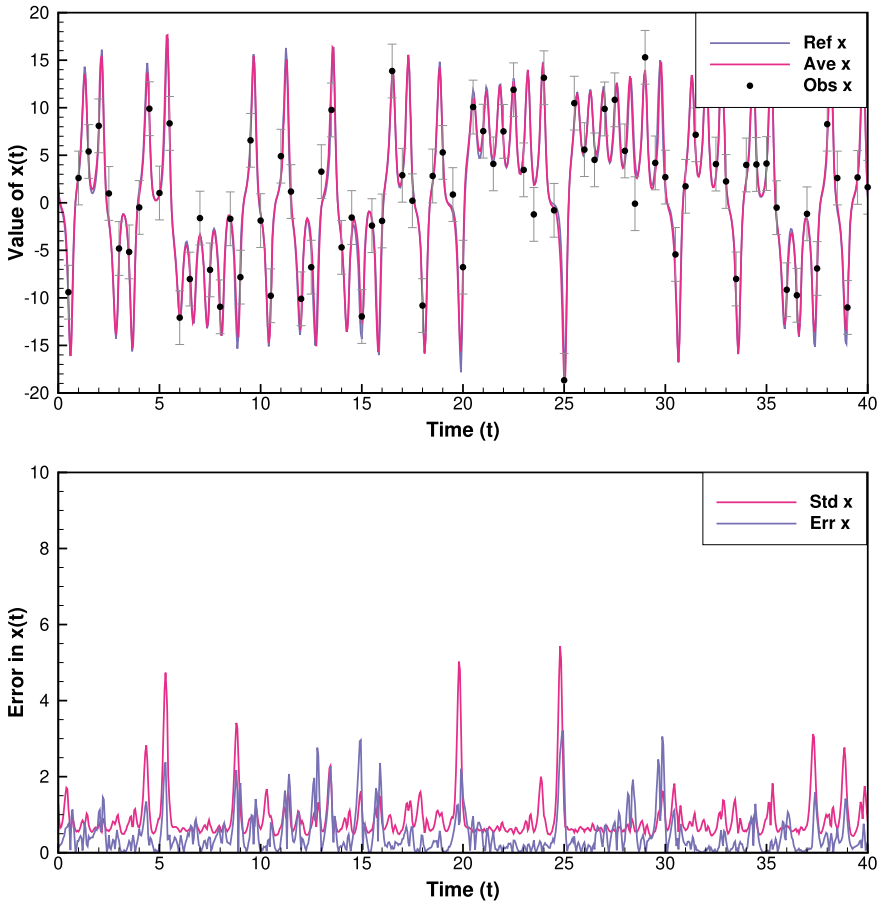 20
15
10
5
0
-5
-10
-15
-20
Value of x(t)
Ref x
Ave x
Obs x
0 5 10 15 20 25 30 35 40
Time (t)
10
8
6
4
2
0
Error in x(t)
Std x
Err x
0 5 10 15 20 25 30 35 40
Time (t)